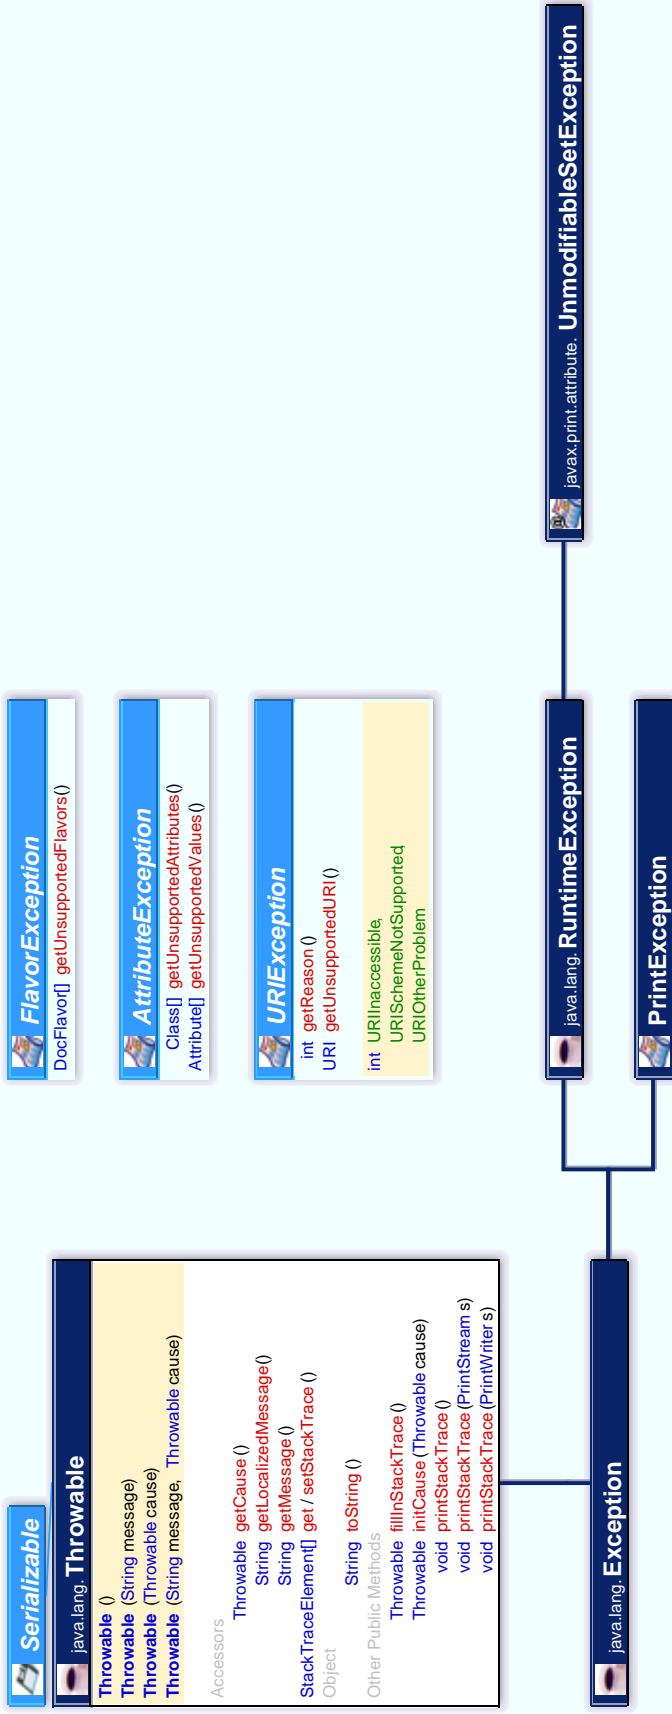 Serializable
java.lang. Throwable
Throwable ()
Throwable (String message)
Throwable (Throwable cause)
Throwable (String message, Throwable cause)
Accessors
Throwable getCause ()
String getLocalizedMessage ()
String getMessage ()
StackTraceElement[] get / setStackTrace ()
Object
String toString ()
Other Public Methods
Throwable fillInStackTrace ()
Throwable initCause (Throwable cause)
void printStackTrace ()
void printStackTrace (PrintStream s)
void printStackTrace (PrintWriter s)
java.lang. Exception
FlavorException
DocFlavor[] getUnsupportedFlavors ()
AttributeException
Class[] getUnsupportedAttributes ()
Attribute[] getUnsupportedValues ()
URIException
int getReason ()
URI getUnsupportedURI ()
int URIInaccessible,
URISchemeNotSupported,
URIOtherProblem
java.lang. RuntimeException
PrintException
javax.print.attribute. UnmodifiableSetException